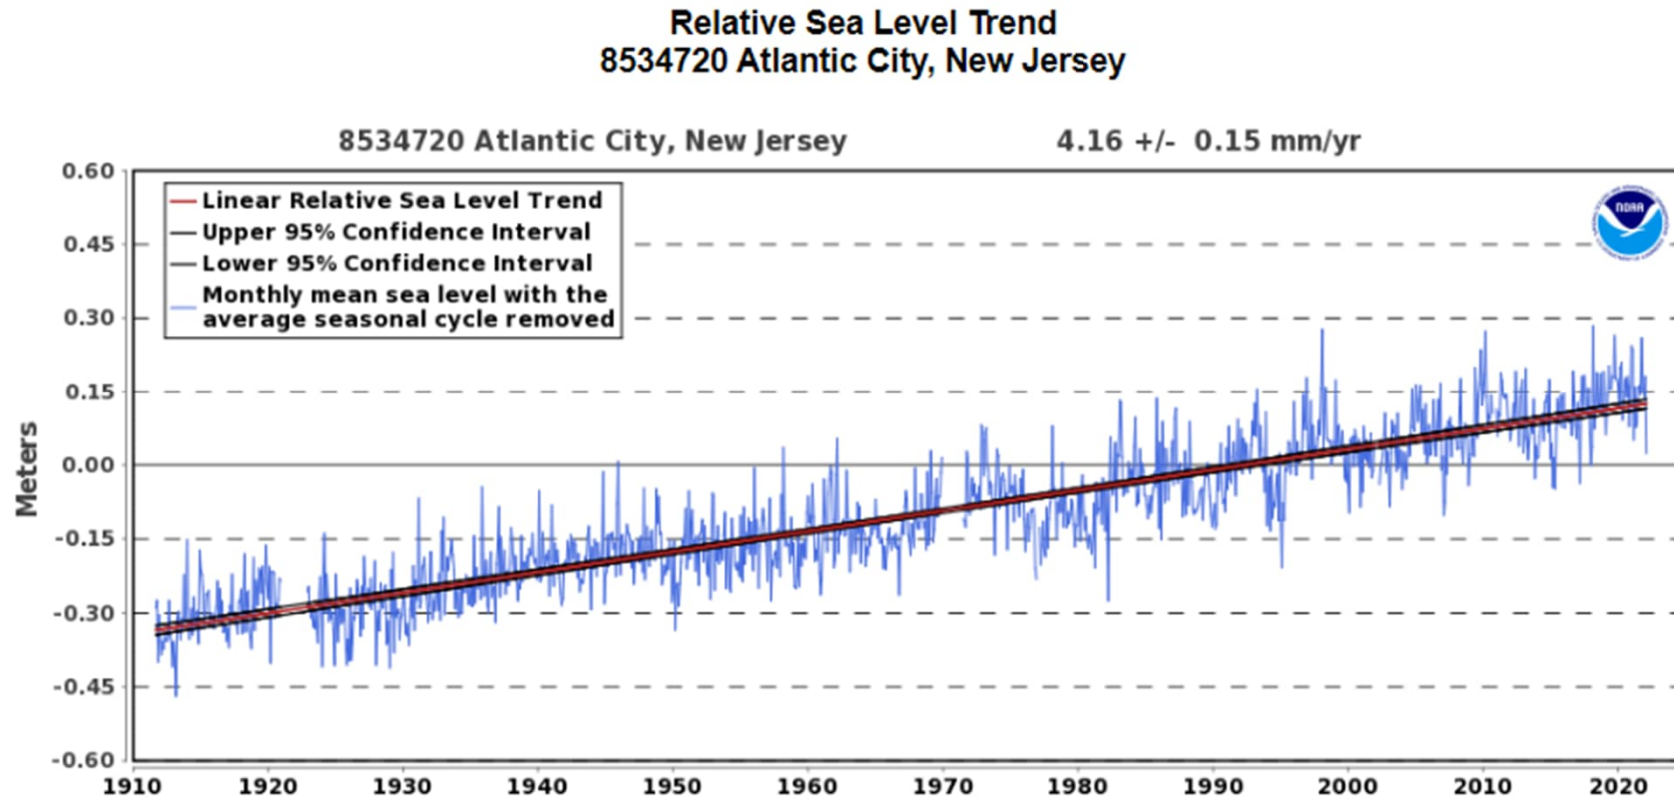 Relative Sea Level Trend
8534720 Atlantic City, New Jersey
8534720 Atlantic City, New Jersey 4.16 +/- 0.15 mm/yr
0.60
0.45
0.30
0.15
0.00
-0.15
-0.30
-0.45
-0.60
Meters
Linear Relative Sea Level Trend
Upper 95% Confidence Interval
Lower 95% Confidence Interval
Monthly mean sea level with the
average seasonal cycle removed
NOAA
1910 1920 1930 1940 1950 1960 1970 1980 1990 2000 2010 2020